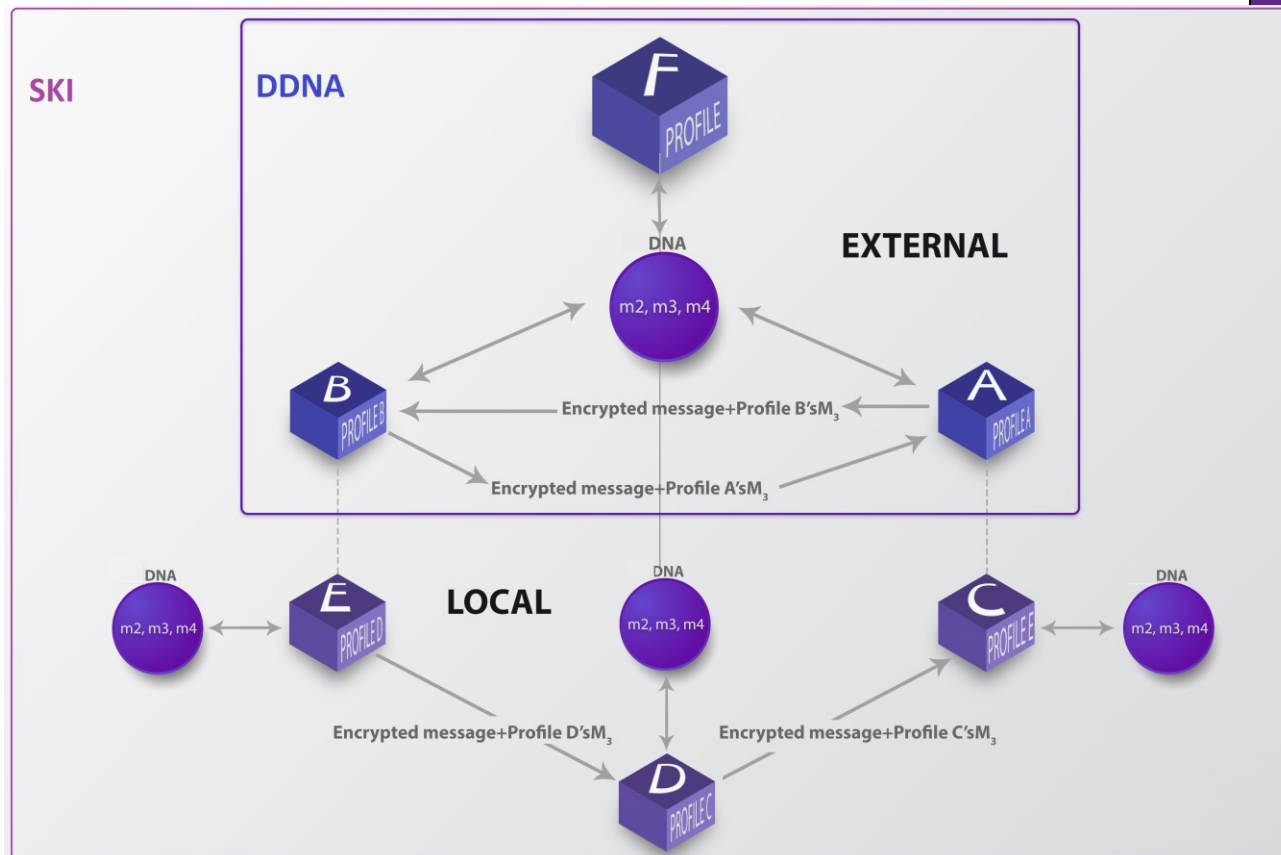 SKI
DDNA
F
PROFILE
DNA
EXTERNAL
m2, m3, m4
B
PROFILE B
A
PROFILE A
Encrypted message+Profile B'sM₃
Encrypted message+Profile A'sM₃
DNA
m2, m3, m4
E
PROFILE D
LOCAL
DNA
m2, m3, m4
C
PROFILE E
DNA
m2, m3, m4
Encrypted message+Profile D'sM₃
Encrypted message+Profile C'sM₃
D
PROFILE C